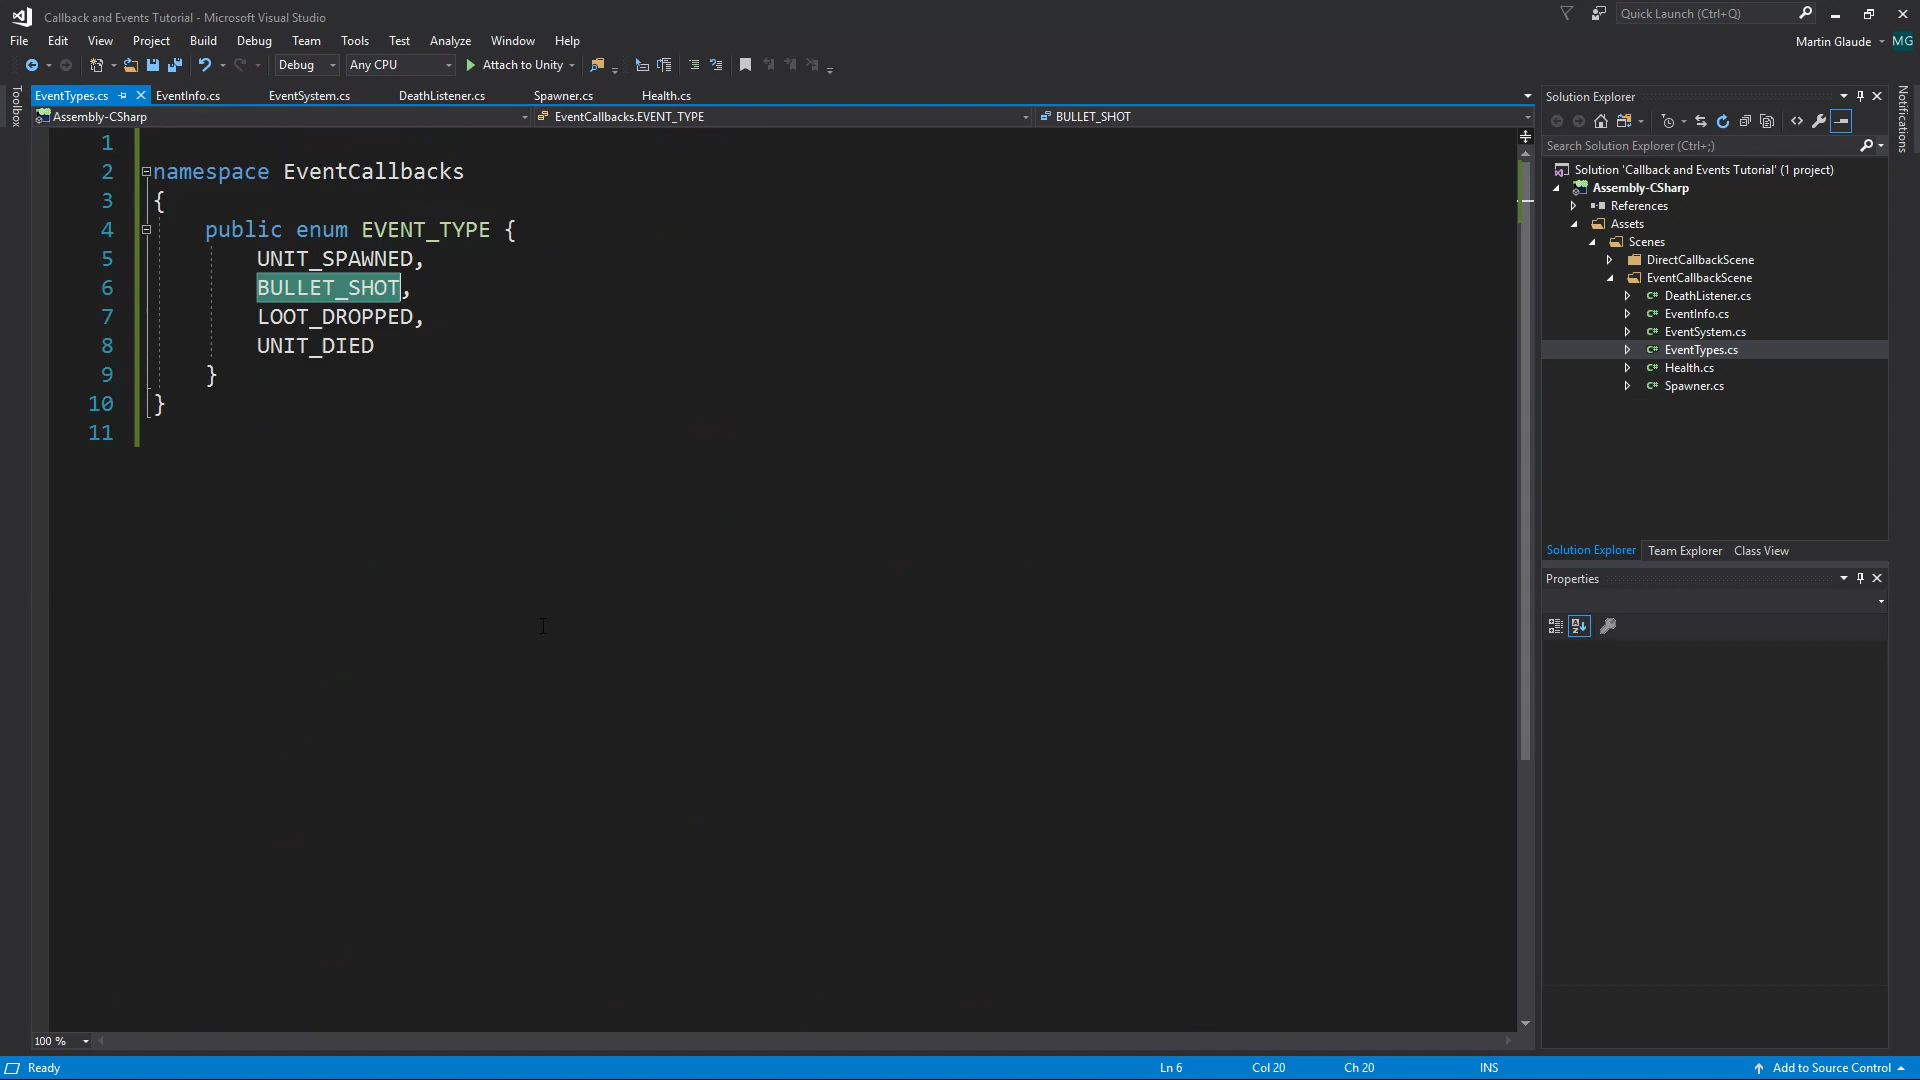 Callback and Events Tutorial - Microsoft Visual Studio
Quick Launch (Ctrl+Q)
File Edit View Project Build Debug Team Tools Test Analyze Window Help
Martin Glaude MG
Debug Any CPU Attach to Unity
Toolbox
EventTypes.cs EventInfo.cs EventSystem.cs DeathListener.cs Spawner.cs Health.cs
Assembly-CSharp EventCallbacks.EVENT_TYPE BULLET_SHOT
1
2 namespace EventCallbacks
3 {
4 public enum EVENT_TYPE {
5 UNIT_SPAWNED,
6 BULLET_SHOT,
7 LOOT_DROPPED,
8 UNIT_DIED
9 }
10 }
11
Solution Explorer
Search Solution Explorer (Ctrl+;)
Solution 'Callback and Events Tutorial' (1 project)
Assembly-CSharp
References
Assets
Scenes
DirectCallbackScene
EventCallbackScene
C# DeathListener.cs
C# EventInfo.cs
C# EventSystem.cs
C# EventTypes.cs
C# Health.cs
C# Spawner.cs
Solution Explorer Team Explorer Class View
Properties
Notifications
100 %
Ready Ln 6 Col 20 Ch 20 INS Add to Source Control